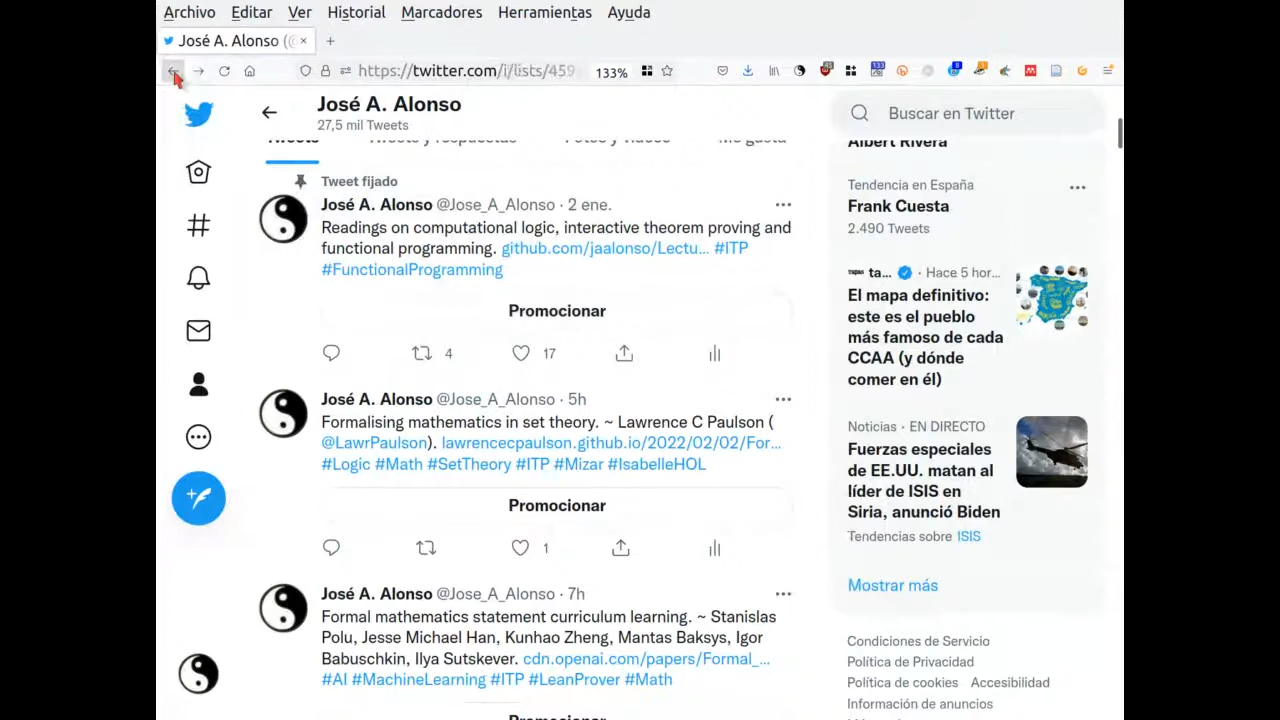 Archivo Editar Ver Historial Marcadores Herramientas Ayuda
José A. Alonso (@
https://twitter.com/i/lists/459
133%
José A. Alonso
27,5 mil Tweets
Buscar en Twitter
Tweets Tweets y respuestas Fotos y vídeos Me gusta
Tweet fijado
José A. Alonso @Jose_A_Alonso · 2 ene.
Readings on computational logic, interactive theorem proving and
functional programming. github.com/jaalonso/Lectu... #ITP
#FunctionalProgramming
Promocionar
4 17
José A. Alonso @Jose_A_Alonso · 5h
Formalising mathematics in set theory. ~ Lawrence C Paulson (
@LawrPaulson). lawrencecpaulson.github.io/2022/02/02/For...
#Logic #Math #SetTheory #ITP #Mizar #IsabelleHOL
Promocionar
1
José A. Alonso @Jose_A_Alonso · 7h
Formal mathematics statement curriculum learning. ~ Stanislas
Polu, Jesse Michael Han, Kunhao Zheng, Mantas Baksys, Igor
Babuschkin, Ilya Sutskever. cdn.openai.com/papers/Formal_...
#AI #MachineLearning #ITP #LeanProver #Math
Promocionar
Albert Rivera
Tendencia en España
Frank Cuesta
2.490 Tweets
ta... · Hace 5 hor...
El mapa definitivo:
este es el pueblo
más famoso de cada
CCAA (y dónde
comer en él)
Noticias · EN DIRECTO
Fuerzas especiales
de EE.UU. matan al
líder de ISIS en
Siria, anunció Biden
Tendencias sobre ISIS
Mostrar más
Condiciones de Servicio
Política de Privacidad
Política de cookies Accesibilidad
Información de anuncios